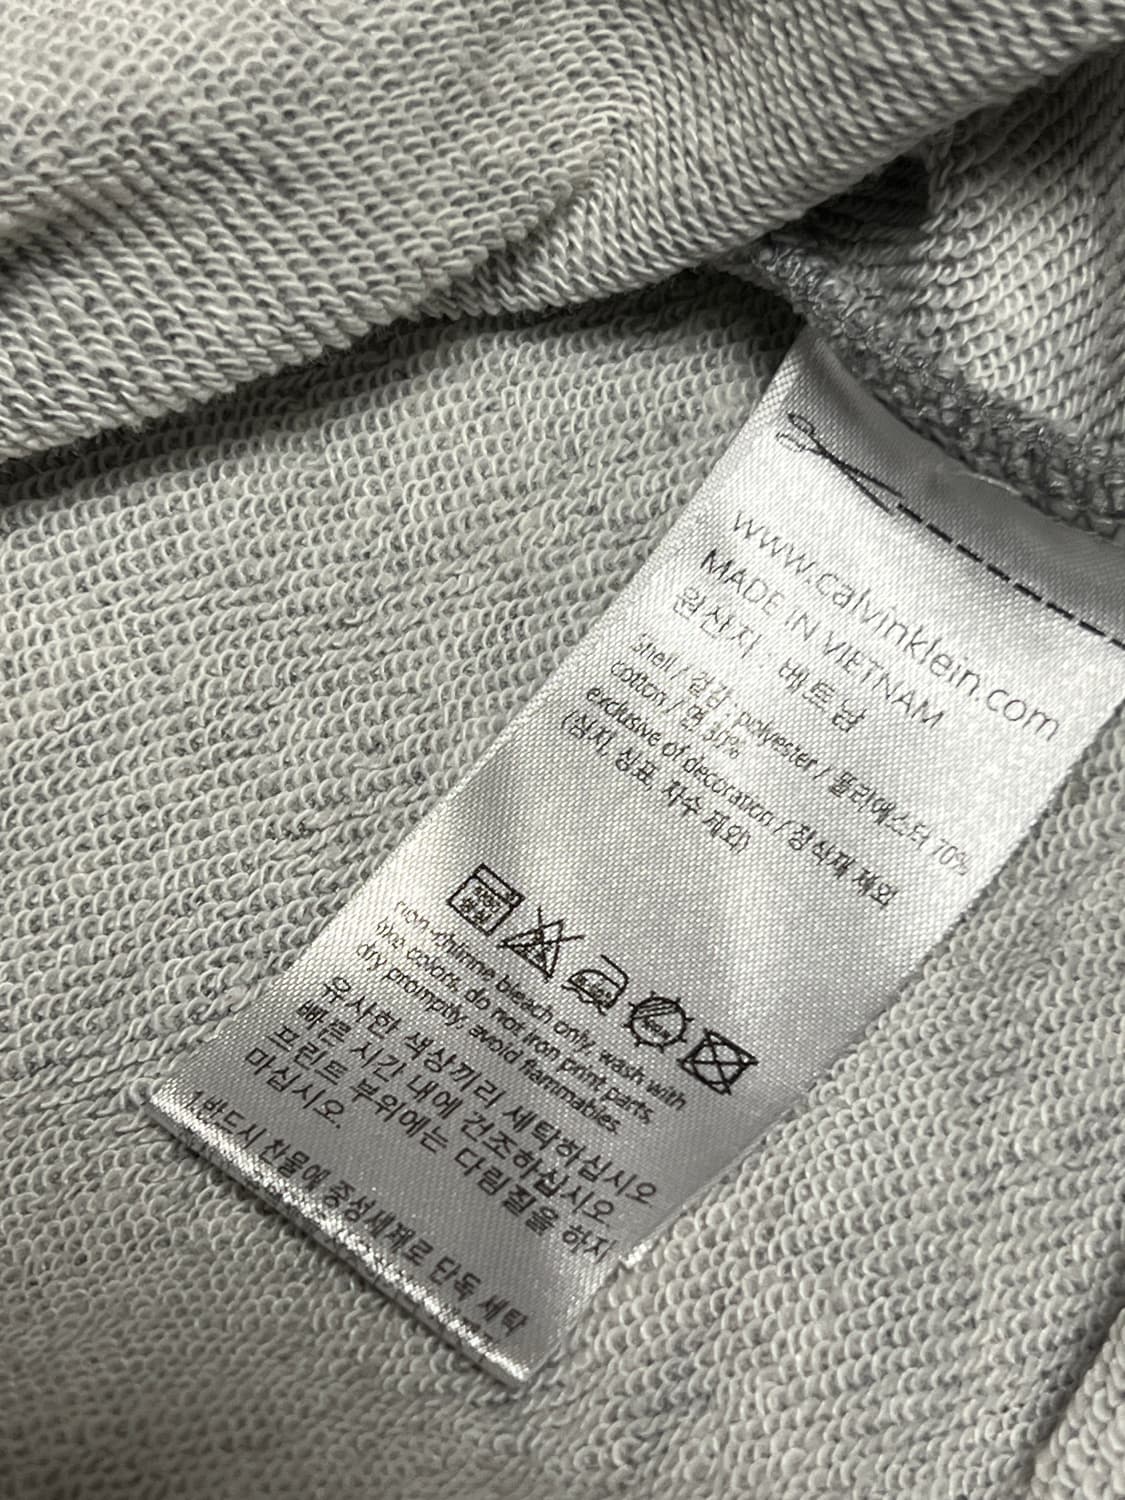 www.calvinklein.com
MADE IN VIETNAM
원산지 : 베트남
Shell / 겉감 : polyester / 폴리에스터 70%
cotton / 면 30%
exclusive of decoration / 장식재 제외
(심지, 상표, 자수 제외)
non-chlorine bleach only, wash with
like colors, do not iron print parts,
dry promptly, avoid flammables.
유사한 색상끼리 세탁하십시오
빠른 시간 내에 건조하십시오.
프린트 부위에는 다림질을 하지
마십시오.
1반드시 찬물에 중성세제로 단독 세탁